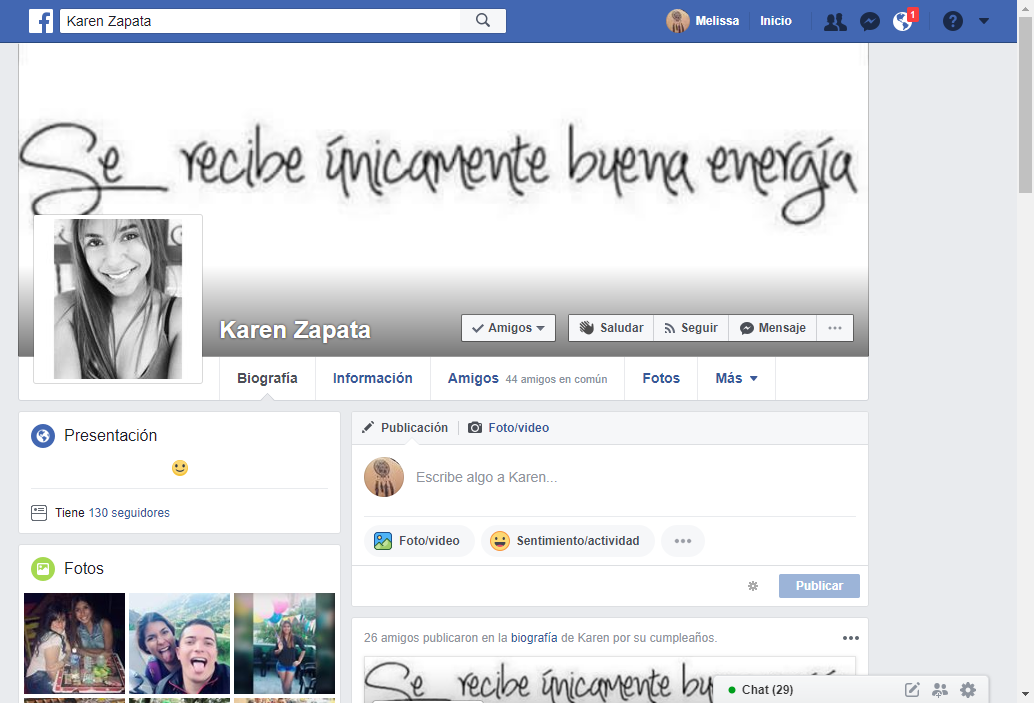 f Karen Zapata
Melissa Inicio 1 ?
Se recibe únicamente buena energía
Karen Zapata
Amigos Saludar Seguir Mensaje ...
Biografía Información Amigos 44 amigos en común Fotos Más
Presentación
Tiene 130 seguidores
Fotos
Publicación Foto/video
Escribe algo a Karen...
Foto/video Sentimiento/actividad ...
Publicar
26 amigos publicaron en la biografía de Karen por su cumpleaños.
Se recibe únicamente bu
Chat (29)